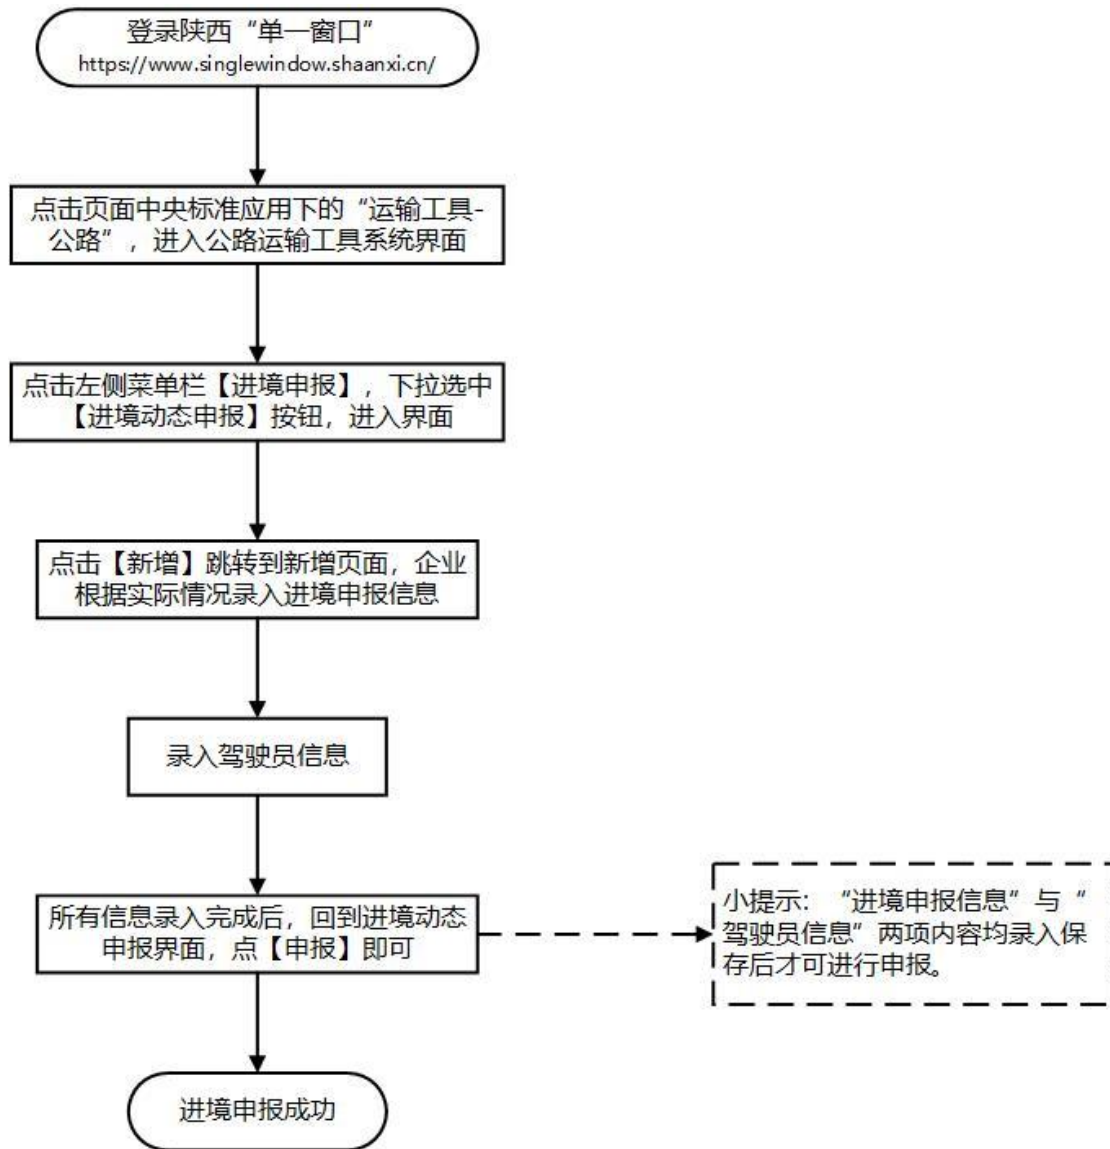 登录陕西“单一窗口”
https://www.singlewindow.shaanxi.cn/
点击页面中央标准应用下的“运输工具-
公路”，进入公路运输工具系统界面
点击左侧菜单栏【进境申报】，下拉选中
【进境动态申报】按钮，进入界面
点击【新增】跳转到新增页面，企业
根据实际情况录入进境申报信息
录入驾驶员信息
所有信息录入完成后，回到进境动态
申报界面，点【申报】即可
小提示：“进境申报信息”与“
驾驶员信息”两项内容均录入保
存后才可进行申报。
进境申报成功